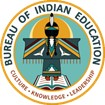 BUREAU OF INDIAN EDUCATION
CULTURE • KNOWLEDGE • LEADERSHIP